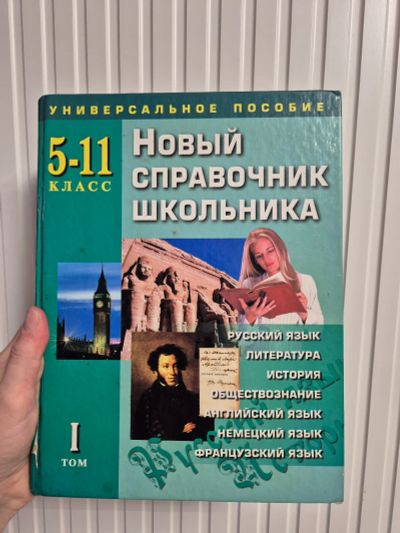 УНИВЕРСАЛЬНОЕ ПОСОБИЕ
5-11
КЛАСС
НОВЫЙ
СПРАВОЧНИК
ШКОЛЬНИКА
РУССКИЙ ЯЗЫК
ЛИТЕРАТУРА
ИСТОРИЯ
ОБЩЕСТВОЗНАНИЕ
АНГЛИЙСКИЙ ЯЗЫК
НЕМЕЦКИЙ ЯЗЫК
ФРАНЦУЗСКИЙ ЯЗЫК
I
ТОМ